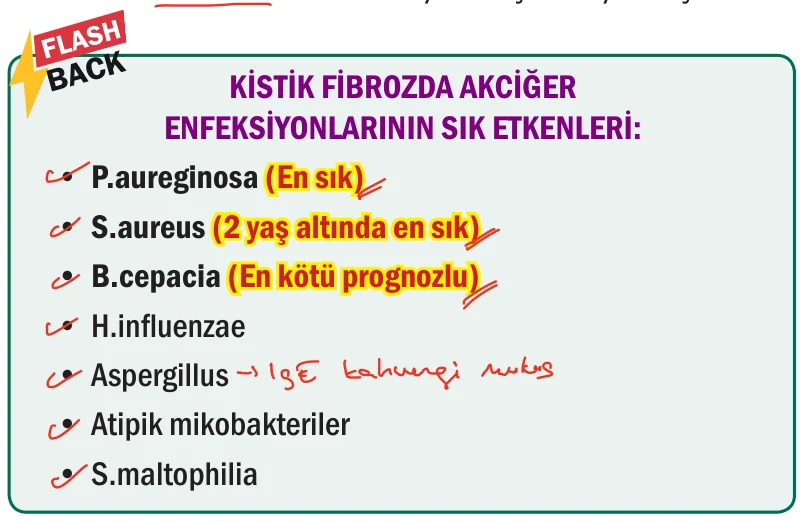 FLASH
BACK
KİSTİK FİBROZDA AKCİĞER
ENFEKSİYONLARININ SIK ETKENLERİ:
• P.aureginosa (En sık)
• S.aureus (2 yaş altında en sık)
• B.cepacia (En kötü prognozlu)
• H.influenzae
• Aspergillus → IgE kahverengi mukus
• Atipik mikobakteriler
• S.maltophilia